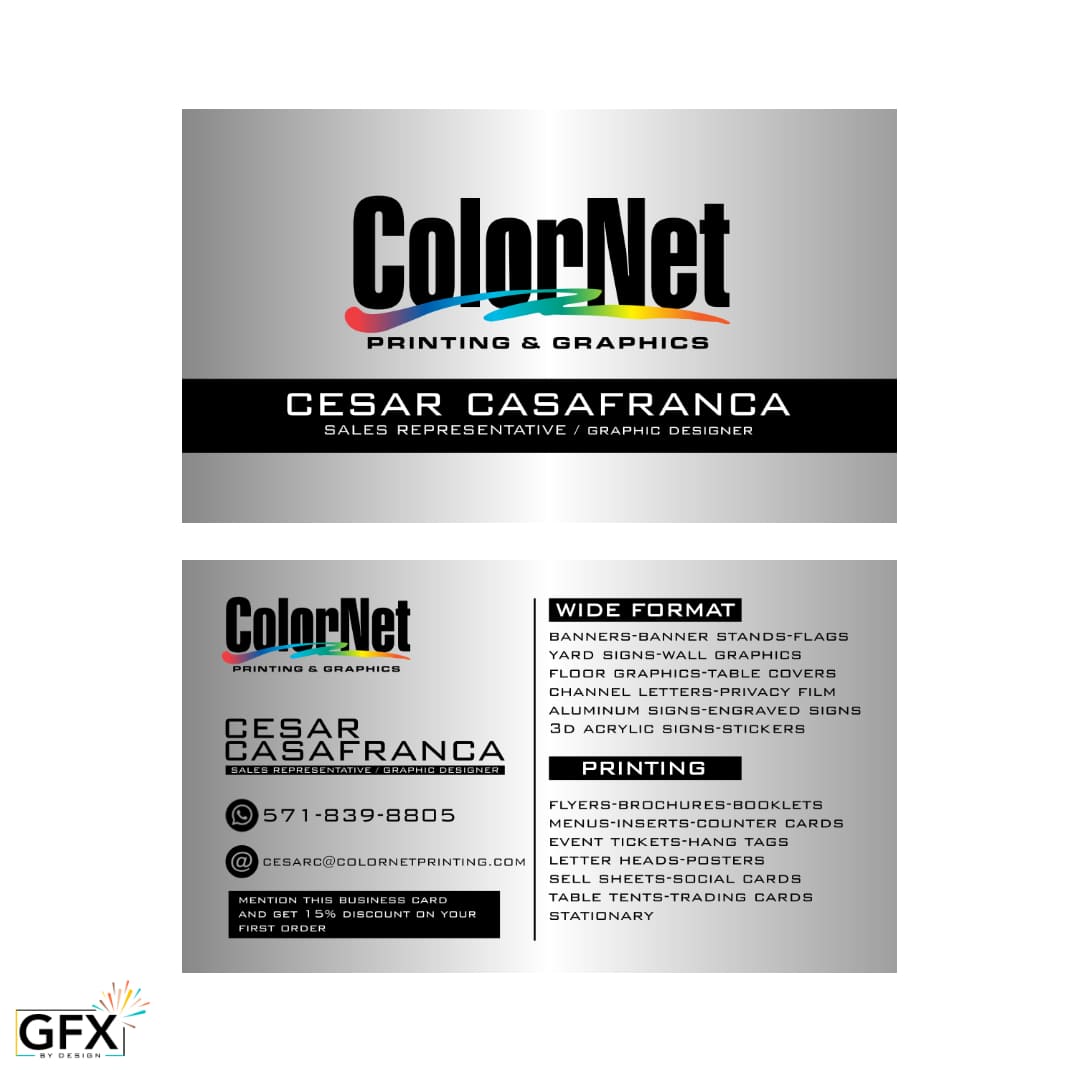 ColorNet
PRINTING & GRAPHICS
CESAR CASAFRANCA
SALES REPRESENTATIVE / GRAPHIC DESIGNER
ColorNet
PRINTING & GRAPHICS
CESAR
CASAFRANCA
SALES REPRESENTATIVE / GRAPHIC DESIGNER
571-839-8805
@ CESARC@COLORNETPRINTING.COM
MENTION THIS BUSINESS CARD
AND GET 15% DISCOUNT ON YOUR
FIRST ORDER
WIDE FORMAT
BANNERS-BANNER STANDS-FLAGS
YARD SIGNS-WALL GRAPHICS
FLOOR GRAPHICS-TABLE COVERS
CHANNEL LETTERS-PRIVACY FILM
ALUMINUM SIGNS-ENGRAVED SIGNS
3D ACRYLIC SIGNS-STICKERS
PRINTING
FLYERS-BROCHURES-BOOKLETS
MENUS-INSERTS-COUNTER CARDS
EVENT TICKETS-HANG TAGS
LETTER HEADS-POSTERS
SELL SHEETS-SOCIAL CARDS
TABLE TENTS-TRADING CARDS
STATIONARY
GFX
BY DESIGN